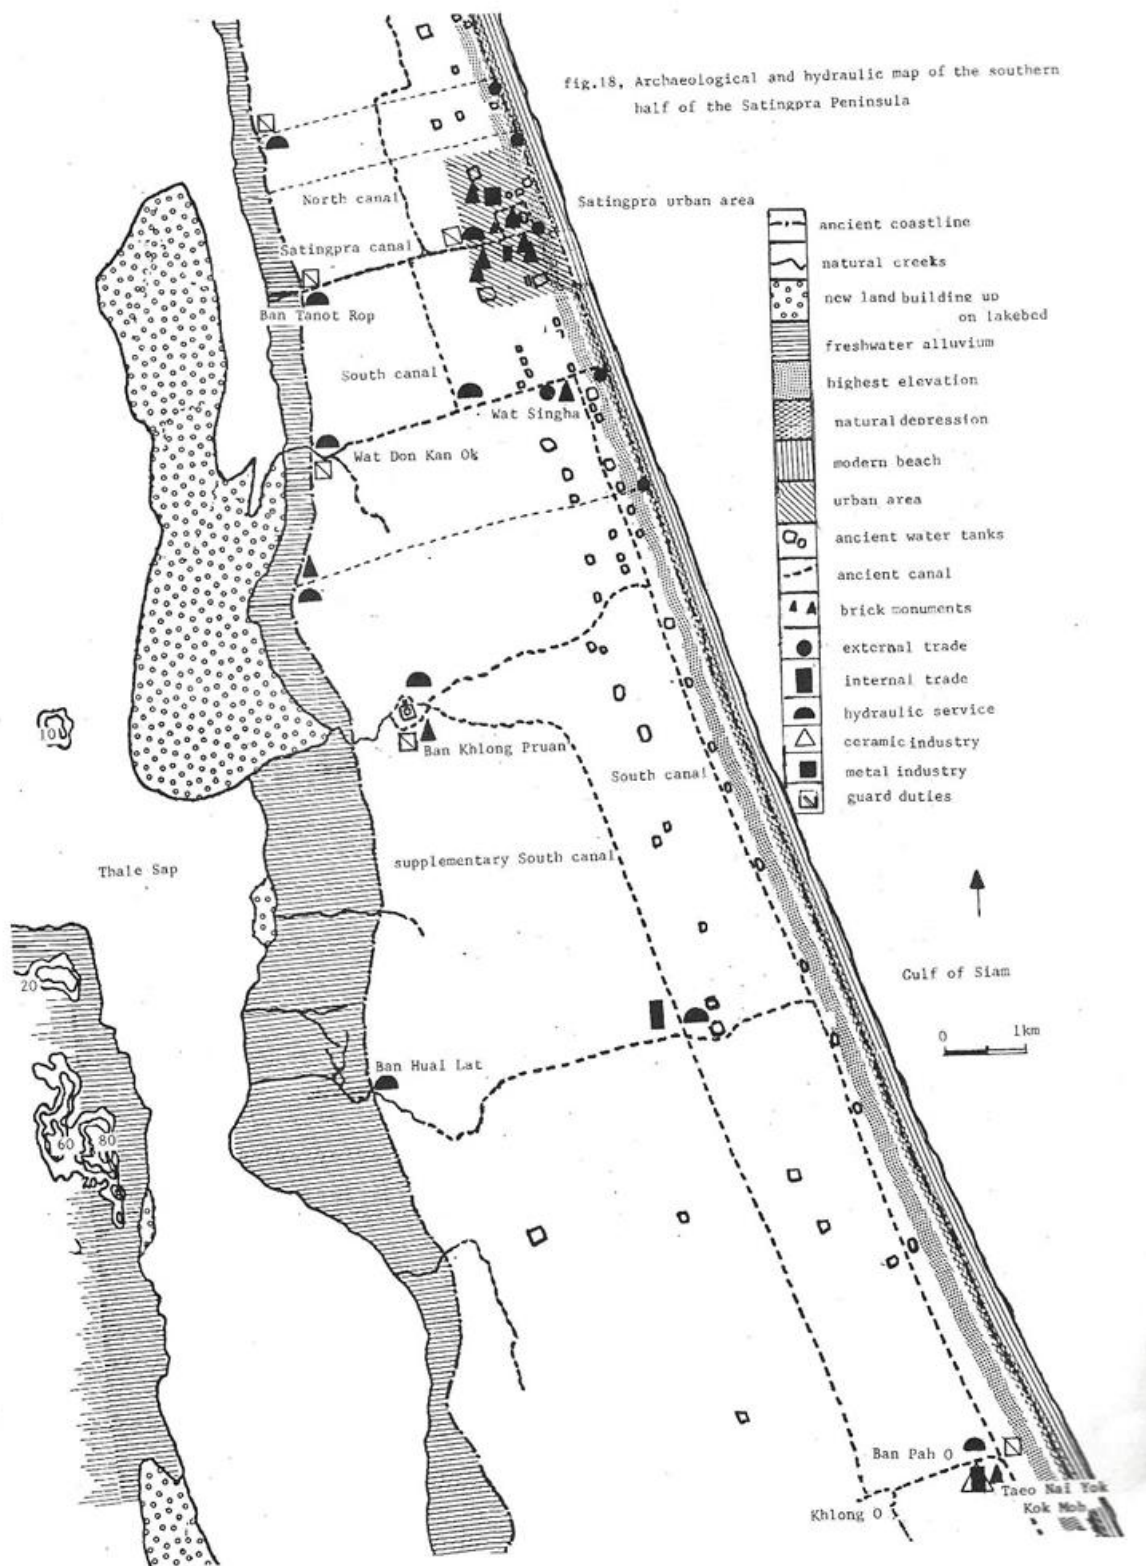 fig.18, Archaeological and hydraulic map of the southern
half of the Satingpra Peninsula
North canal
Satingpra urban area
Satingpra canal
Ban Tanot Rop
South canal
Wat Singha
Wat Don Kan Ok
ancient coastline
natural creeks
new land building up
on lakebed
freshwater alluvium
highest elevation
natural depression
modern beach
urban area
ancient water tanks
ancient canal
brick monuments
external trade
internal trade
hydraulic service
ceramic industry
metal industry
guard duties
10
Ban Khlong Pruan
South canal
supplementary South canal
Thale Sap
20
Gulf of Siam
0 1km
Ban Huai Lat
60 80
Ban Pah O
Taeo Nai Yok
Kok Moh
Khlong O